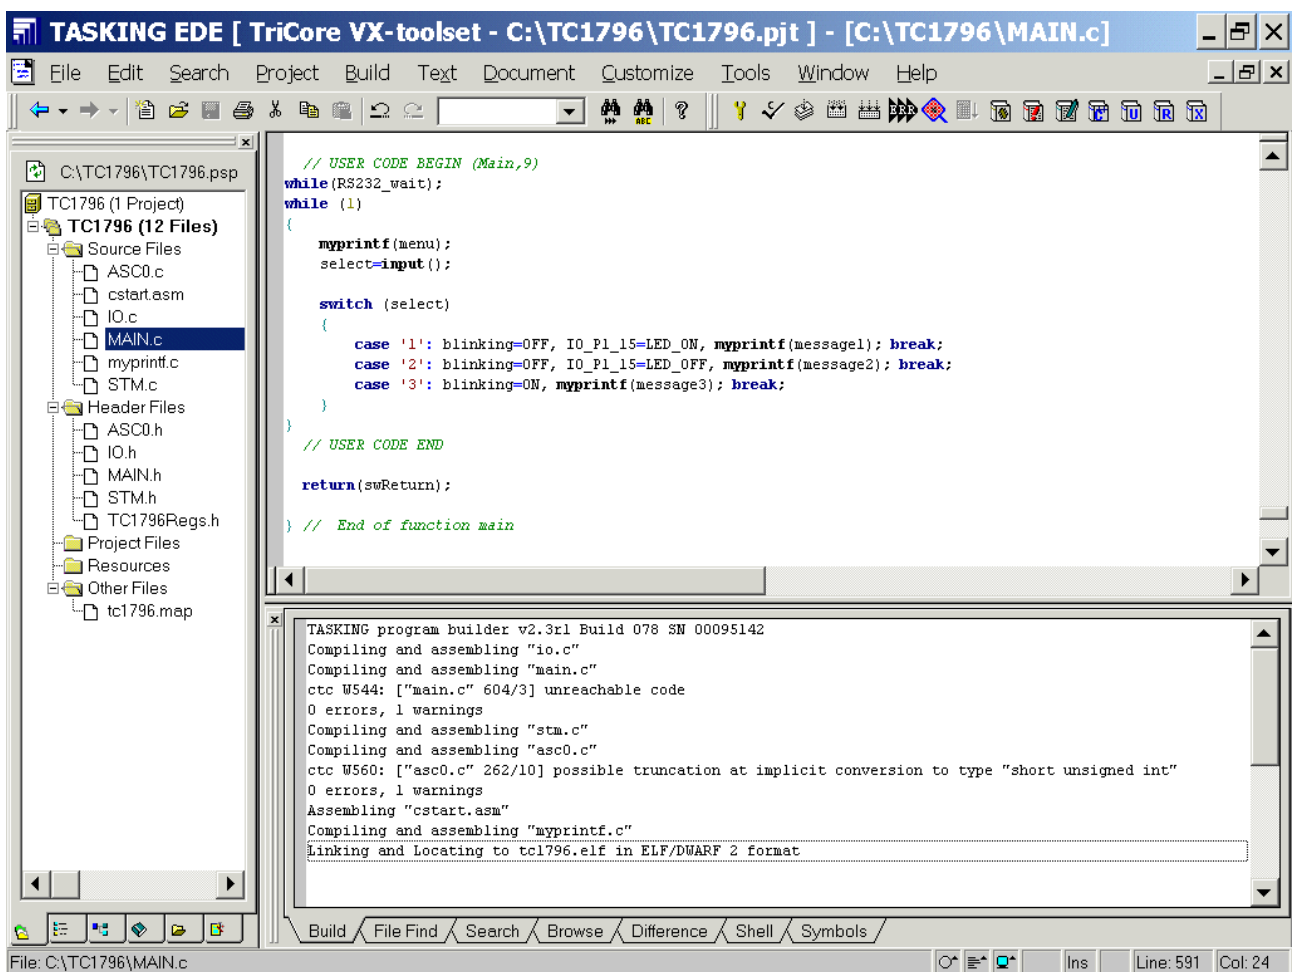 TASKING EDE [ TriCore VX-toolset - C:\TC1796\TC1796.pjt ] - [C:\TC1796\MAIN.c]
File Edit Search Project Build Text Document Customize Tools Window Help
C:\TC1796\TC1796.psp
TC1796 (1 Project)
TC1796 (12 Files)
Source Files
ASC0.c
cstart.asm
IO.c
MAIN.c
myprintf.c
STM.c
Header Files
ASC0.h
IO.h
MAIN.h
STM.h
TC1796Regs.h
Project Files
Resources
Other Files
tc1796.map
// USER CODE BEGIN (Main,9)
while(RS232_wait);
while (1)
{
myprintf(menu);
select=input();
switch (select)
{
case '1': blinking=OFF, IO_P1_15=LED_ON, myprintf(message1); break;
case '2': blinking=OFF, IO_P1_15=LED_OFF, myprintf(message2); break;
case '3': blinking=ON, myprintf(message3); break;
}
}
// USER CODE END
return(swReturn);
} // End of function main
TASKING program builder v2.3r1 Build 078 SN 00095142
Compiling and assembling "io.c"
Compiling and assembling "main.c"
ctc W544: ["main.c" 604/3] unreachable code
0 errors, 1 warnings
Compiling and assembling "stm.c"
Compiling and assembling "asc0.c"
ctc W560: ["asc0.c" 262/10] possible truncation at implicit conversion to type "short unsigned int"
0 errors, 1 warnings
Assembling "cstart.asm"
Compiling and assembling "myprintf.c"
Linking and Locating to tc1796.elf in ELF/DWARF 2 format
Build File Find Search Browse Difference Shell Symbols
File: C:\TC1796\MAIN.c Ins Line: 591 Col: 24